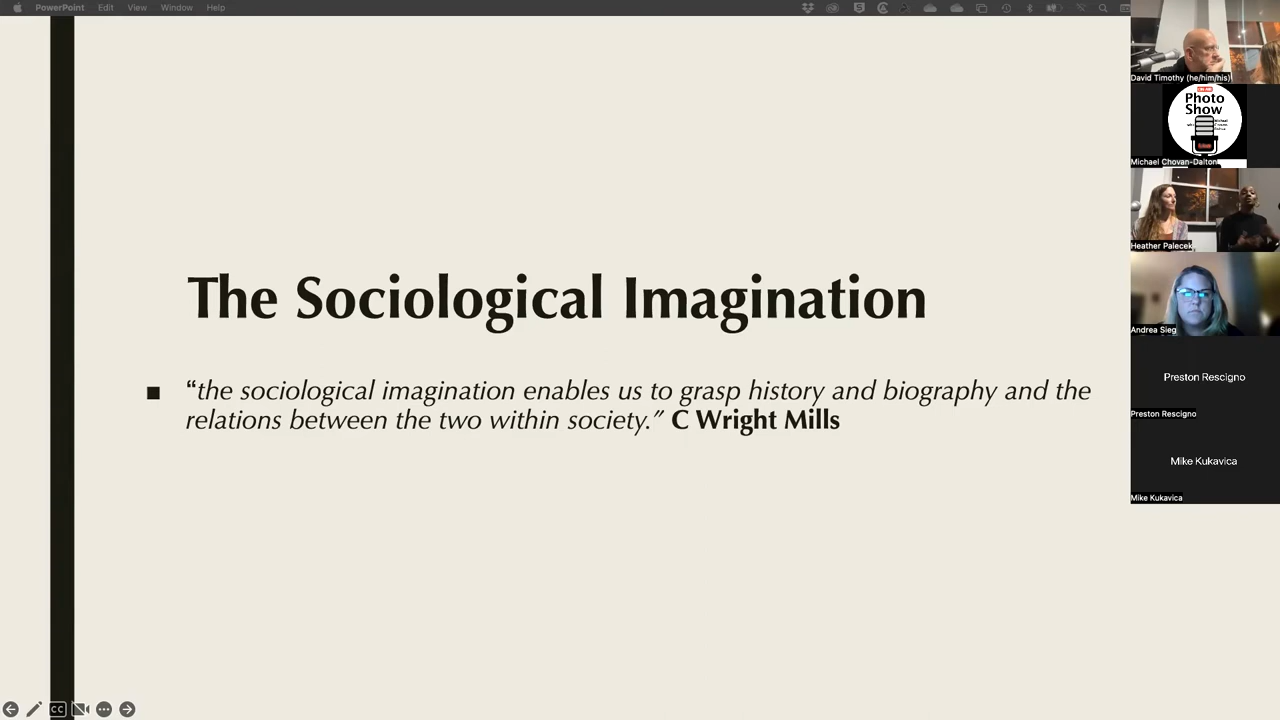 PowerPoint Edit View Window Help
The Sociological Imagination
■ “the sociological imagination enables us to grasp history and biography and the
relations between the two within society.” C Wright Mills
CC
David Timothy (he/him/his)
Photo
Show
Michael Chovan-Dalton
Heather Palecek
Andrea Sieg
Preston Rescigno
Preston Rescigno
Mike Kukavica
Mike Kukavica